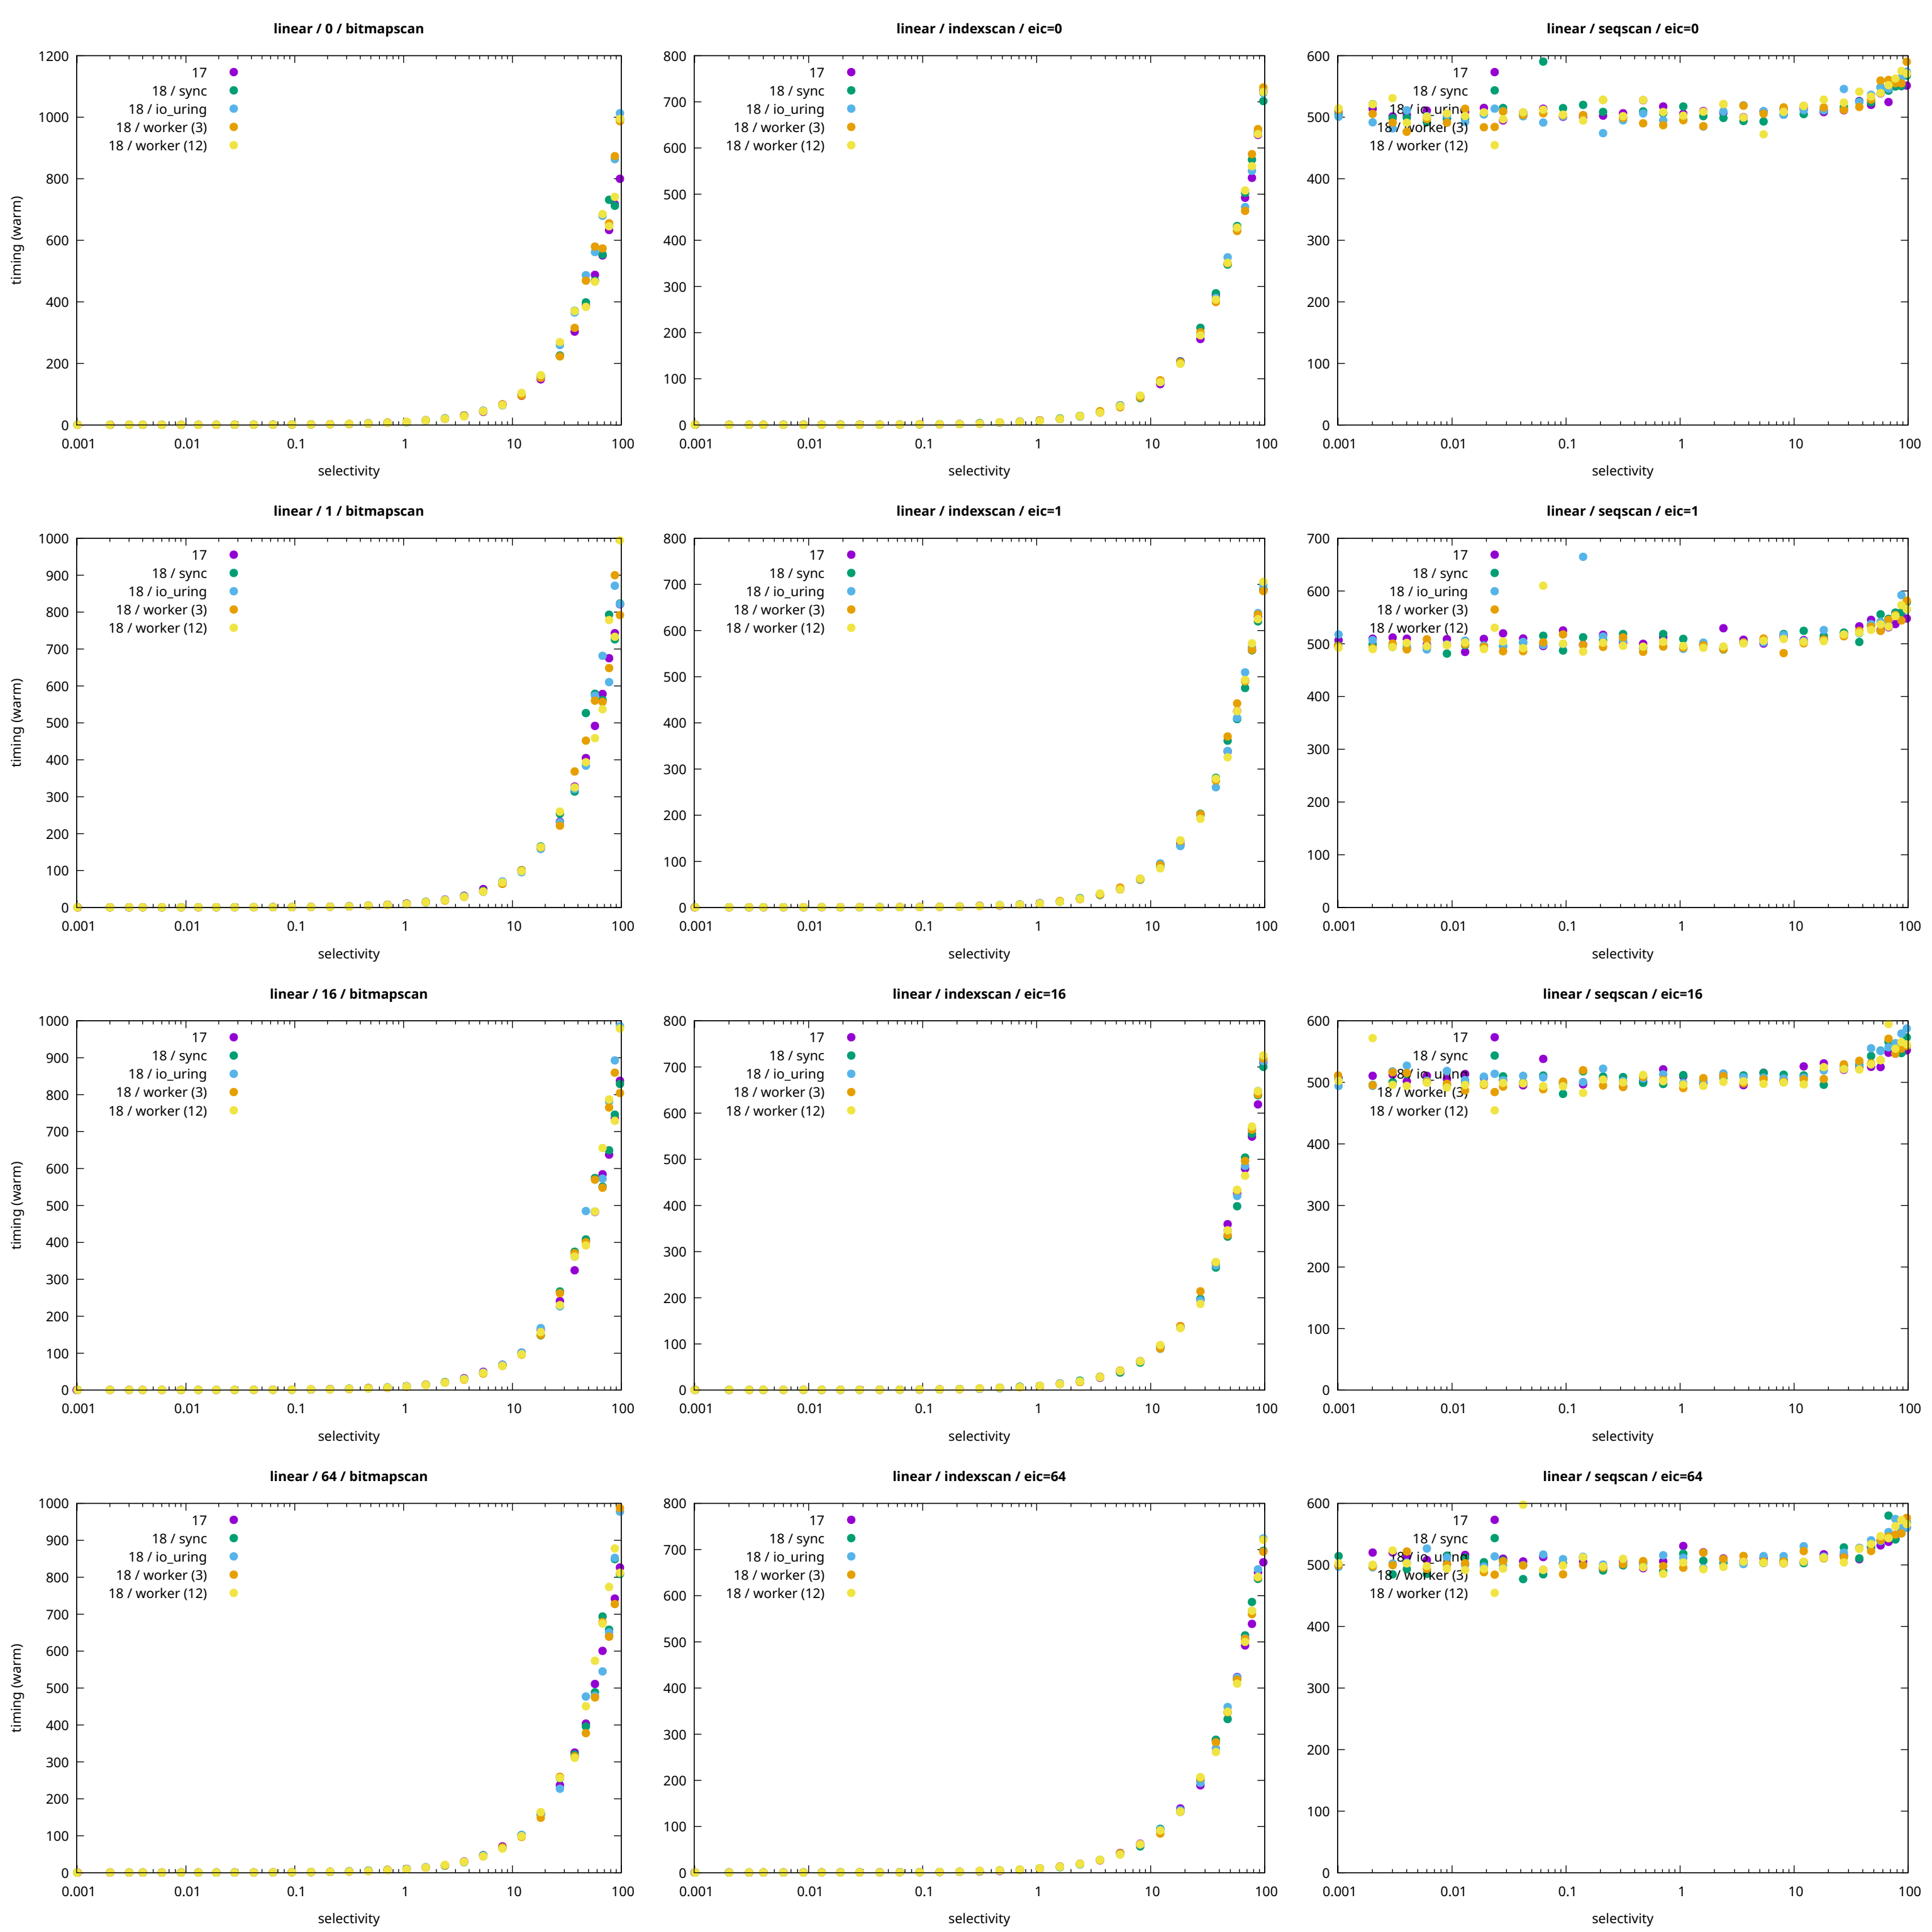 linear / 0 / bitmapscan
timing (warm)
1200
1000
800
600
400
200
0
17
18 / sync
18 / io_uring
18 / worker (3)
18 / worker (12)
0.001 0.01 0.1 1 10 100
selectivity
linear / indexscan / eic=0
800
700
600
500
400
300
200
100
0
17
18 / sync
18 / io_uring
18 / worker (3)
18 / worker (12)
0.001 0.01 0.1 1 10 100
selectivity
linear / seqscan / eic=0
600
500
400
300
200
100
0
17
18 / sync
18 / io_uring
18 / worker (3)
18 / worker (12)
0.001 0.01 0.1 1 10 100
selectivity
linear / 1 / bitmapscan
timing (warm)
1000
900
800
700
600
500
400
300
200
100
0
17
18 / sync
18 / io_uring
18 / worker (3)
18 / worker (12)
0.001 0.01 0.1 1 10 100
selectivity
linear / indexscan / eic=1
800
700
600
500
400
300
200
100
0
17
18 / sync
18 / io_uring
18 / worker (3)
18 / worker (12)
0.001 0.01 0.1 1 10 100
selectivity
linear / seqscan / eic=1
700
600
500
400
300
200
100
0
17
18 / sync
18 / io_uring
18 / worker (3)
18 / worker (12)
0.001 0.01 0.1 1 10 100
selectivity
linear / 16 / bitmapscan
timing (warm)
1000
900
800
700
600
500
400
300
200
100
0
17
18 / sync
18 / io_uring
18 / worker (3)
18 / worker (12)
0.001 0.01 0.1 1 10 100
selectivity
linear / indexscan / eic=16
800
700
600
500
400
300
200
100
0
17
18 / sync
18 / io_uring
18 / worker (3)
18 / worker (12)
0.001 0.01 0.1 1 10 100
selectivity
linear / seqscan / eic=16
600
500
400
300
200
100
0
17
18 / sync
18 / io_uring
18 / worker (3)
18 / worker (12)
0.001 0.01 0.1 1 10 100
selectivity
linear / 64 / bitmapscan
timing (warm)
1000
900
800
700
600
500
400
300
200
100
0
17
18 / sync
18 / io_uring
18 / worker (3)
18 / worker (12)
0.001 0.01 0.1 1 10 100
selectivity
linear / indexscan / eic=64
800
700
600
500
400
300
200
100
0
17
18 / sync
18 / io_uring
18 / worker (3)
18 / worker (12)
0.001 0.01 0.1 1 10 100
selectivity
linear / seqscan / eic=64
600
500
400
300
200
100
0
17
18 / sync
18 / io_uring
18 / worker (3)
18 / worker (12)
0.001 0.01 0.1 1 10 100
selectivity